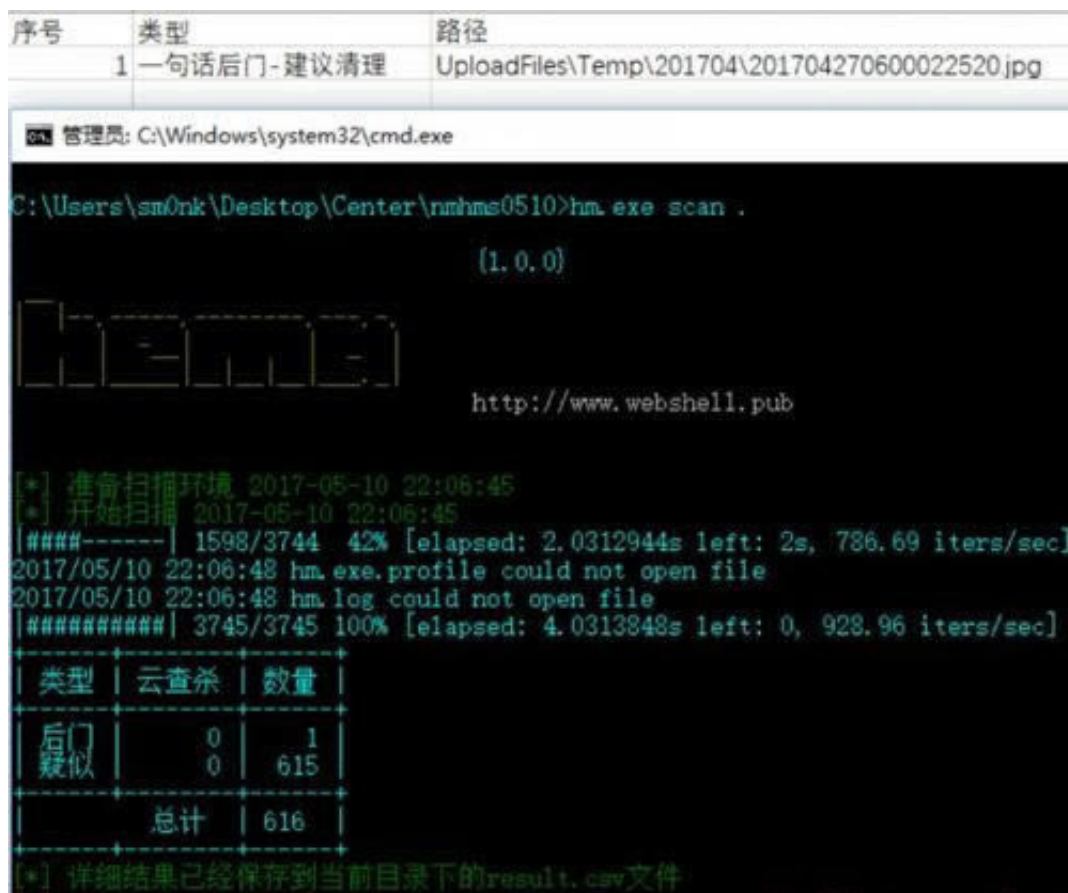 序号 类型 路径
1 一句话后门-建议清理 UploadFiles\Temp\201704\201704270600022520.jpg
管理员: C:\Windows\system32\cmd.exe
C:\Users\sm0nk\Desktop\Center\nmhms0510>hm.exe scan .
{1.0.0}
hema
http://www.webshell.pub
[*] 准备扫描环境 2017-05-10 22:06:45
[*] 开始扫描 2017-05-10 22:06:45
|####------| 1598/3744 42% [elapsed: 2.0312944s left: 2s, 786.69 iters/sec]
2017/05/10 22:06:48 hm.exe.profile could not open file
2017/05/10 22:06:48 hm.log could not open file
|##########| 3745/3745 100% [elapsed: 4.0313848s left: 0, 928.96 iters/sec]
类型 | 云查杀 | 数量
后门 | 0 | 1
疑似 | 0 | 615
总计 | 616
[*] 详细结果已经保存到当前目录下的result.csv文件